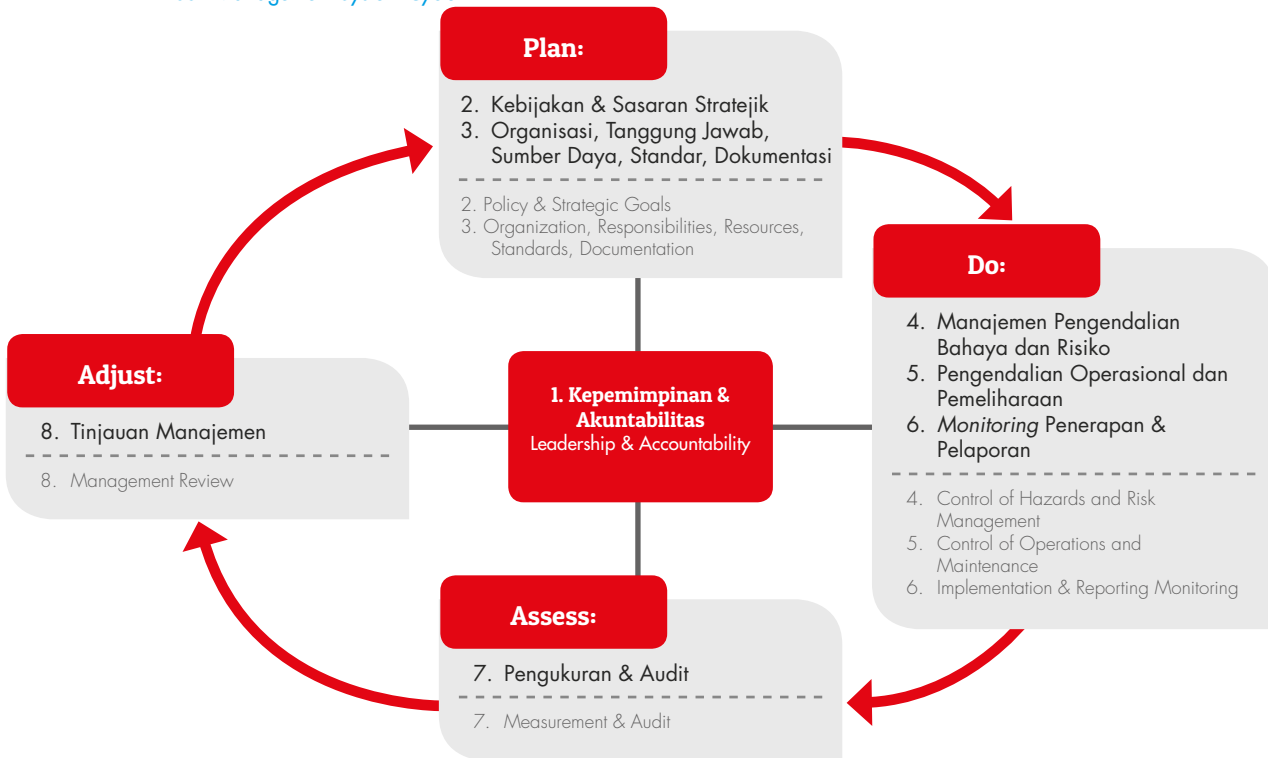 Plan:
2. Kebijakan & Sasaran Stratejik
3. Organisasi, Tanggung Jawab,
Sumber Daya, Standar, Dokumentasi
2. Policy & Strategic Goals
3. Organization, Responsibilities, Resources,
Standards, Documentation
Do:
4. Manajemen Pengendalian
Bahaya dan Risiko
5. Pengendalian Operasional dan
Pemeliharaan
6. Monitoring Penerapan &
Pelaporan
4. Control of Hazards and Risk
Management
5. Control of Operations and
Maintenance
6. Implementation & Reporting Monitoring
Adjust:
8. Tinjauan Manajemen
8. Management Review
1. Kepemimpinan &
Akuntabilitas
Leadership & Accountability
Assess:
7. Pengukuran & Audit
7. Measurement & Audit